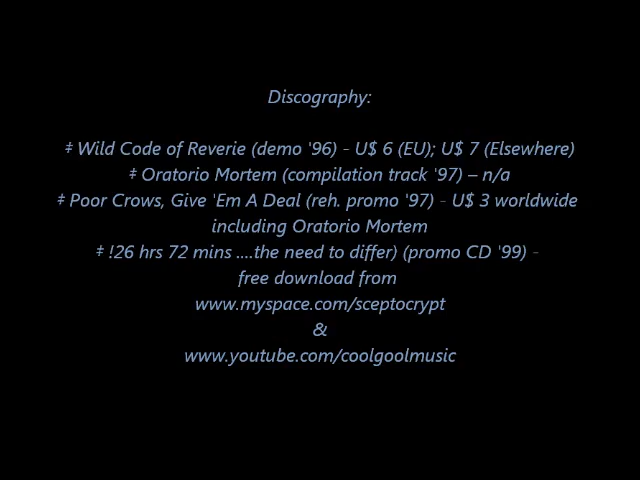 Discography:
‡ Wild Code of Reverie (demo '96) - U$ 6 (EU); U$ 7 (Elsewhere)
‡ Oratorio Mortem (compilation track '97) – n/a
‡ Poor Crows, Give 'Em A Deal (reh. promo '97) - U$ 3 worldwide
including Oratorio Mortem
‡ !26 hrs 72 mins ....the need to differ) (promo CD '99) -
free download from
www.myspace.com/sceptocrypt
&
www.youtube.com/coolgoolmusic